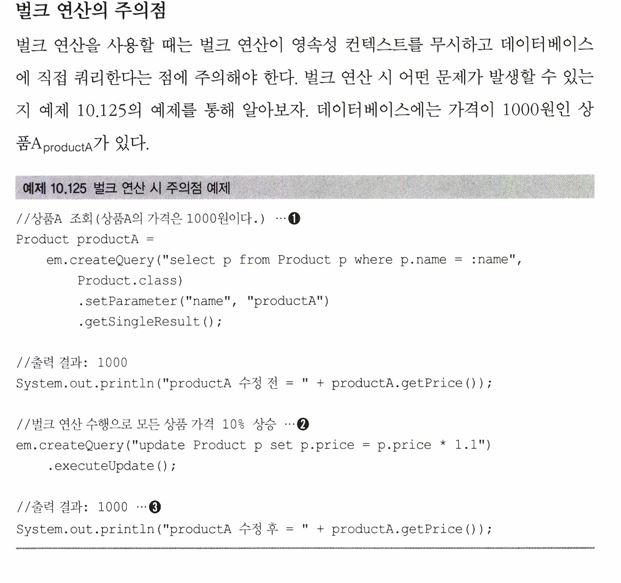 벌크 연산의 주의점
벌크 연산을 사용할 때는 벌크 연산이 영속성 컨텍스트를 무시하고 데이터베이스
에 직접 쿼리한다는 점에 주의해야 한다. 벌크 연산 시 어떤 문제가 발생할 수 있는
지 예제 10.125의 예제를 통해 알아보자. 데이터베이스에는 가격이 1000원인 상
품AproductA가 있다.
예제 10.125 벌크 연산 시 주의점 예제
//상품A 조회(상품A의 가격은 1000원이다.) …❶
Product productA =
em.createQuery("select p from Product p where p.name = :name",
Product.class)
.setParameter("name", "productA")
.getSingleResult();
//출력 결과: 1000
System.out.println("productA 수정 전 = " + productA.getPrice());
//벌크 연산 수행으로 모든 상품 가격 10% 상승 …❷
em.createQuery("update Product p set p.price = p.price * 1.1")
.executeUpdate();
//출력 결과: 1000 …❸
System.out.println("productA 수정 후 = " + productA.getPrice());